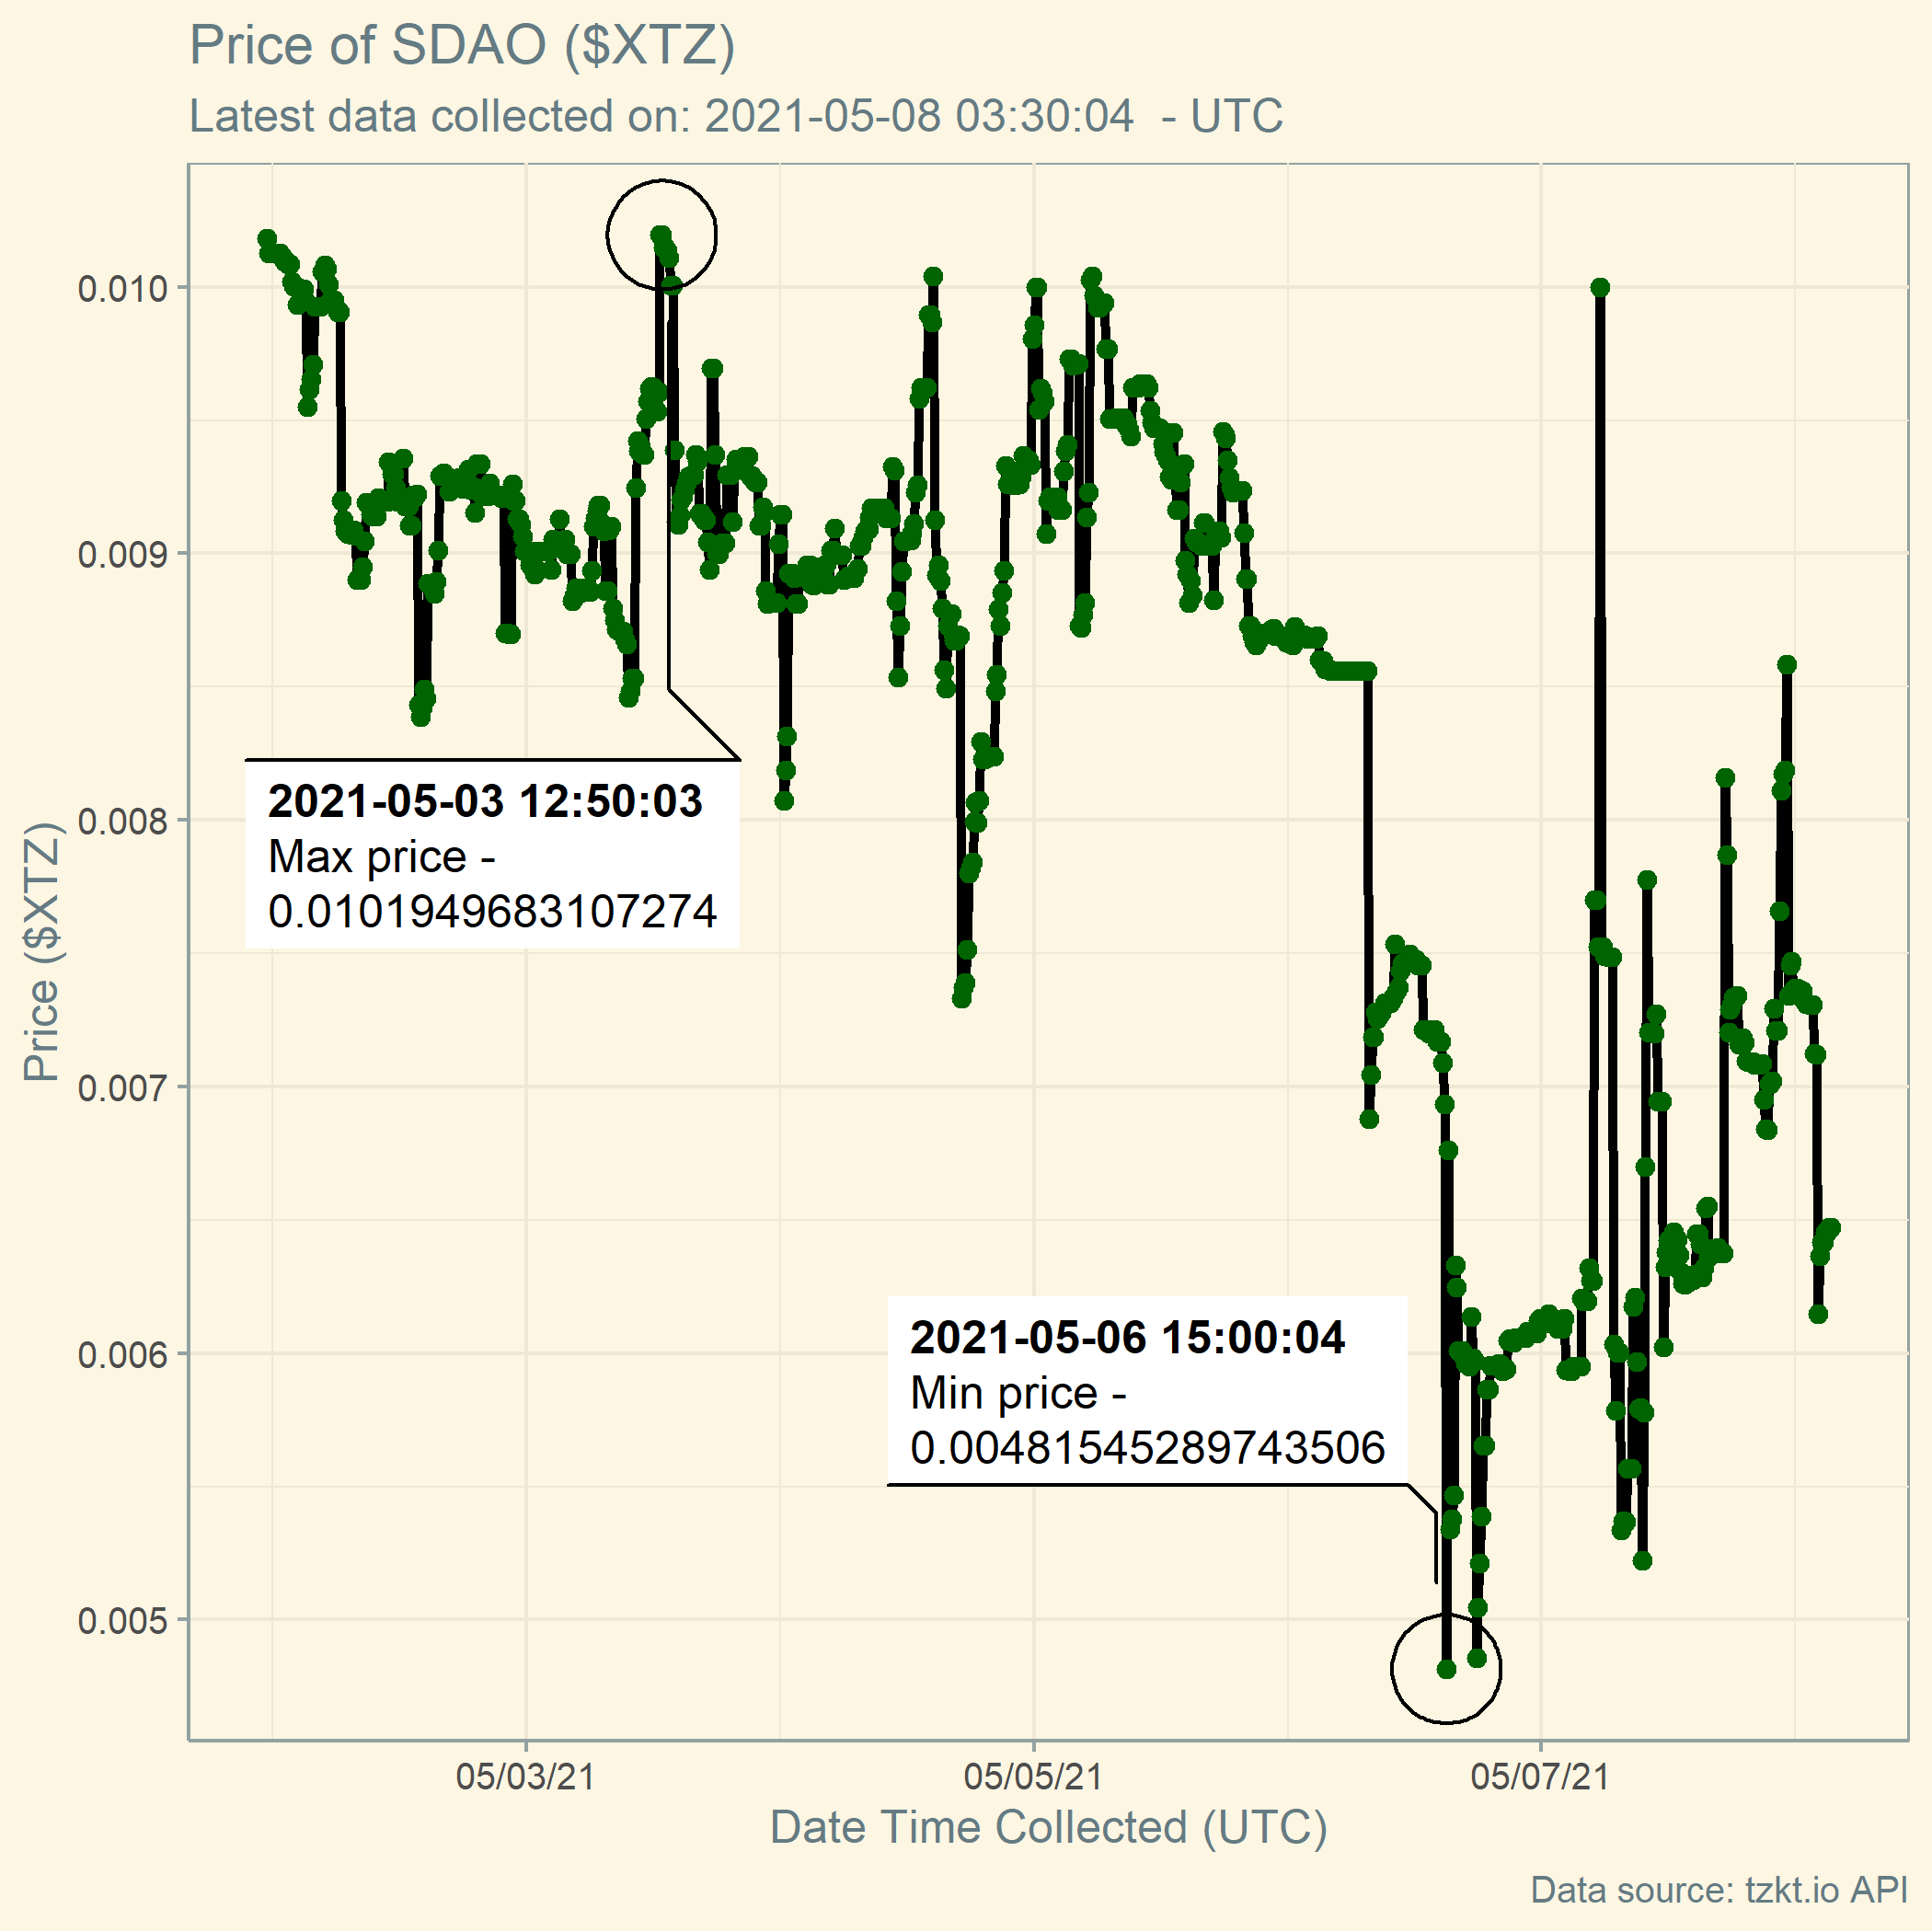 Price of SDAO ($XTZ)
Latest data collected on: 2021-05-08 03:30:04  - UTC
0.010
0.009
0.008
0.007
0.006
0.005
Price ($XTZ)
2021-05-03 12:50:03
Max price -
0.0101949683107274
2021-05-06 15:00:04
Min price -
0.00481545289743506
05/03/21
05/05/21
05/07/21
Date Time Collected (UTC)
Data source: tzkt.io API